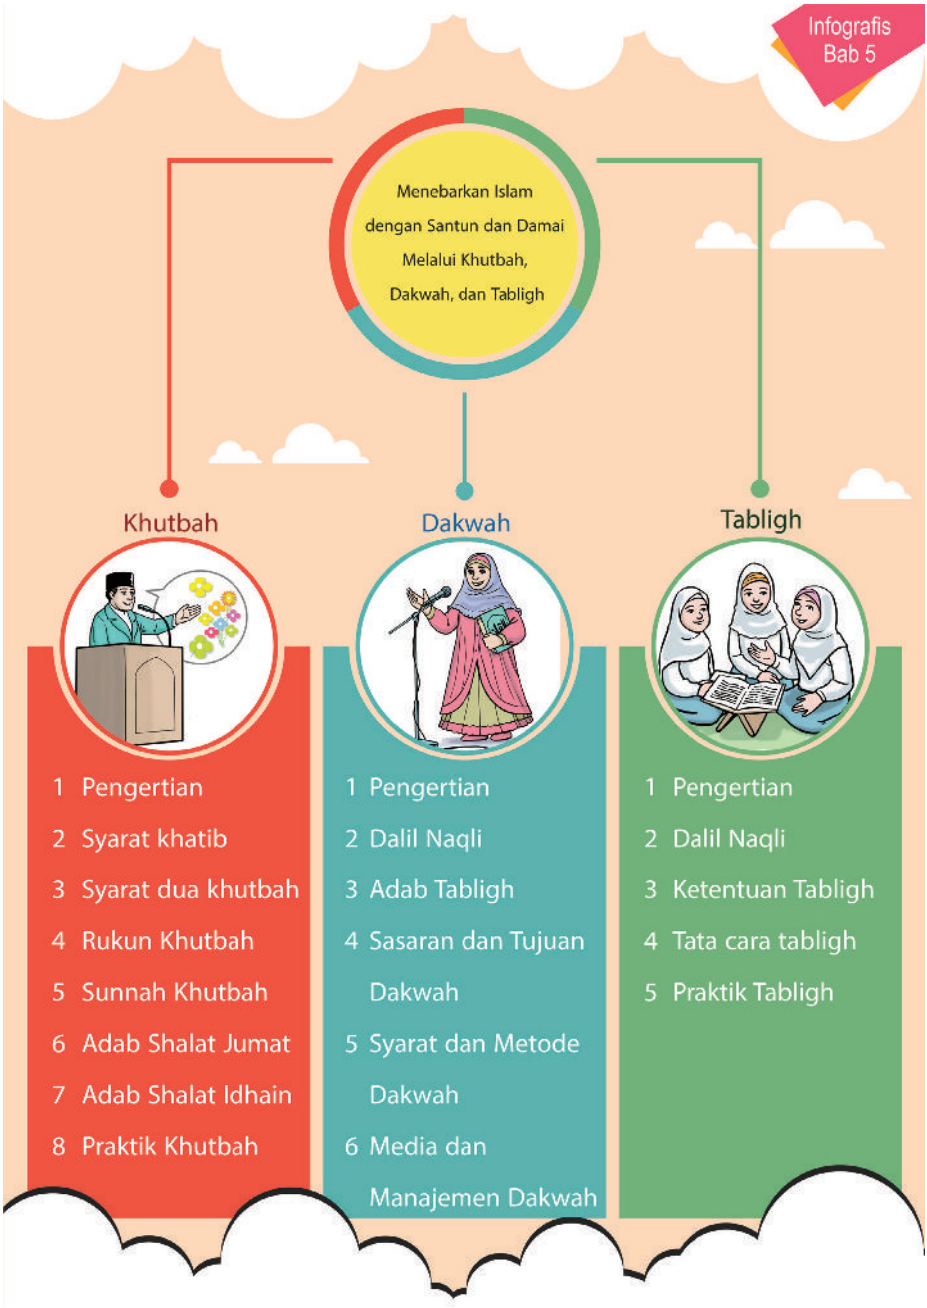 Infografis
Bab 5
Menebarkan Islam
dengan Santun dan Damai
Melalui Khutbah,
Dakwah, dan Tabligh
Khutbah
1 Pengertian
2 Syarat khatib
3 Syarat dua khutbah
4 Rukun Khutbah
5 Sunnah Khutbah
6 Adab Shalat Jumat
7 Adab Shalat Idhain
8 Praktik Khutbah
Dakwah
1 Pengertian
2 Dalil Naqli
3 Adab Tabligh
4 Sasaran dan Tujuan
Dakwah
5 Syarat dan Metode
Dakwah
6 Media dan
Manajemen Dakwah
Tabligh
1 Pengertian
2 Dalil Naqli
3 Ketentuan Tabligh
4 Tata cara tabligh
5 Praktik Tabligh